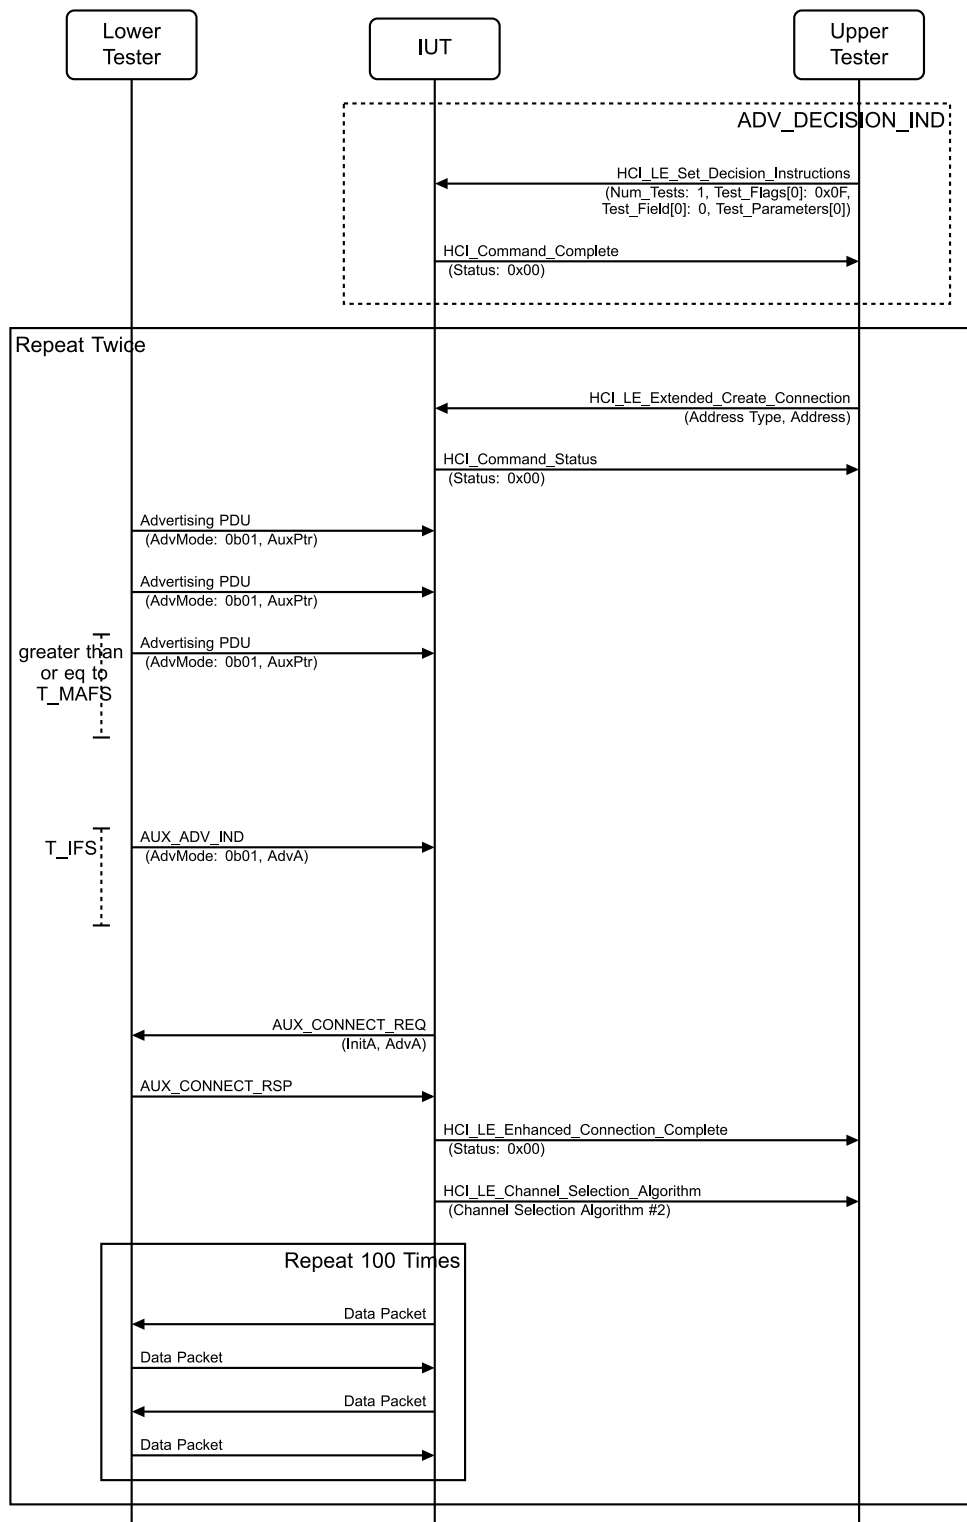 Lower
Tester
IUT
Upper
Tester
ADV_DECISION_IND
HCI_LE_Set_Decision_Instructions
(Num_Tests: 1, Test_Flags[0]: 0x0F,
Test_Field[0]: 0, Test_Parameters[0])
HCI_Command_Complete
(Status: 0x00)
Repeat Twice
HCI_LE_Extended_Create_Connection
(Address Type, Address)
HCI_Command_Status
(Status: 0x00)
Advertising PDU
(AdvMode: 0b01, AuxPtr)
Advertising PDU
(AdvMode: 0b01, AuxPtr)
greater than
or eq to
T_MAFS
Advertising PDU
(AdvMode: 0b01, AuxPtr)
T_IFS
AUX_ADV_IND
(AdvMode: 0b01, AdvA)
AUX_CONNECT_REQ
(InitA, AdvA)
AUX_CONNECT_RSP
HCI_LE_Enhanced_Connection_Complete
(Status: 0x00)
HCI_LE_Channel_Selection_Algorithm
(Channel Selection Algorithm #2)
Repeat 100 Times
Data Packet
Data Packet
Data Packet
Data Packet